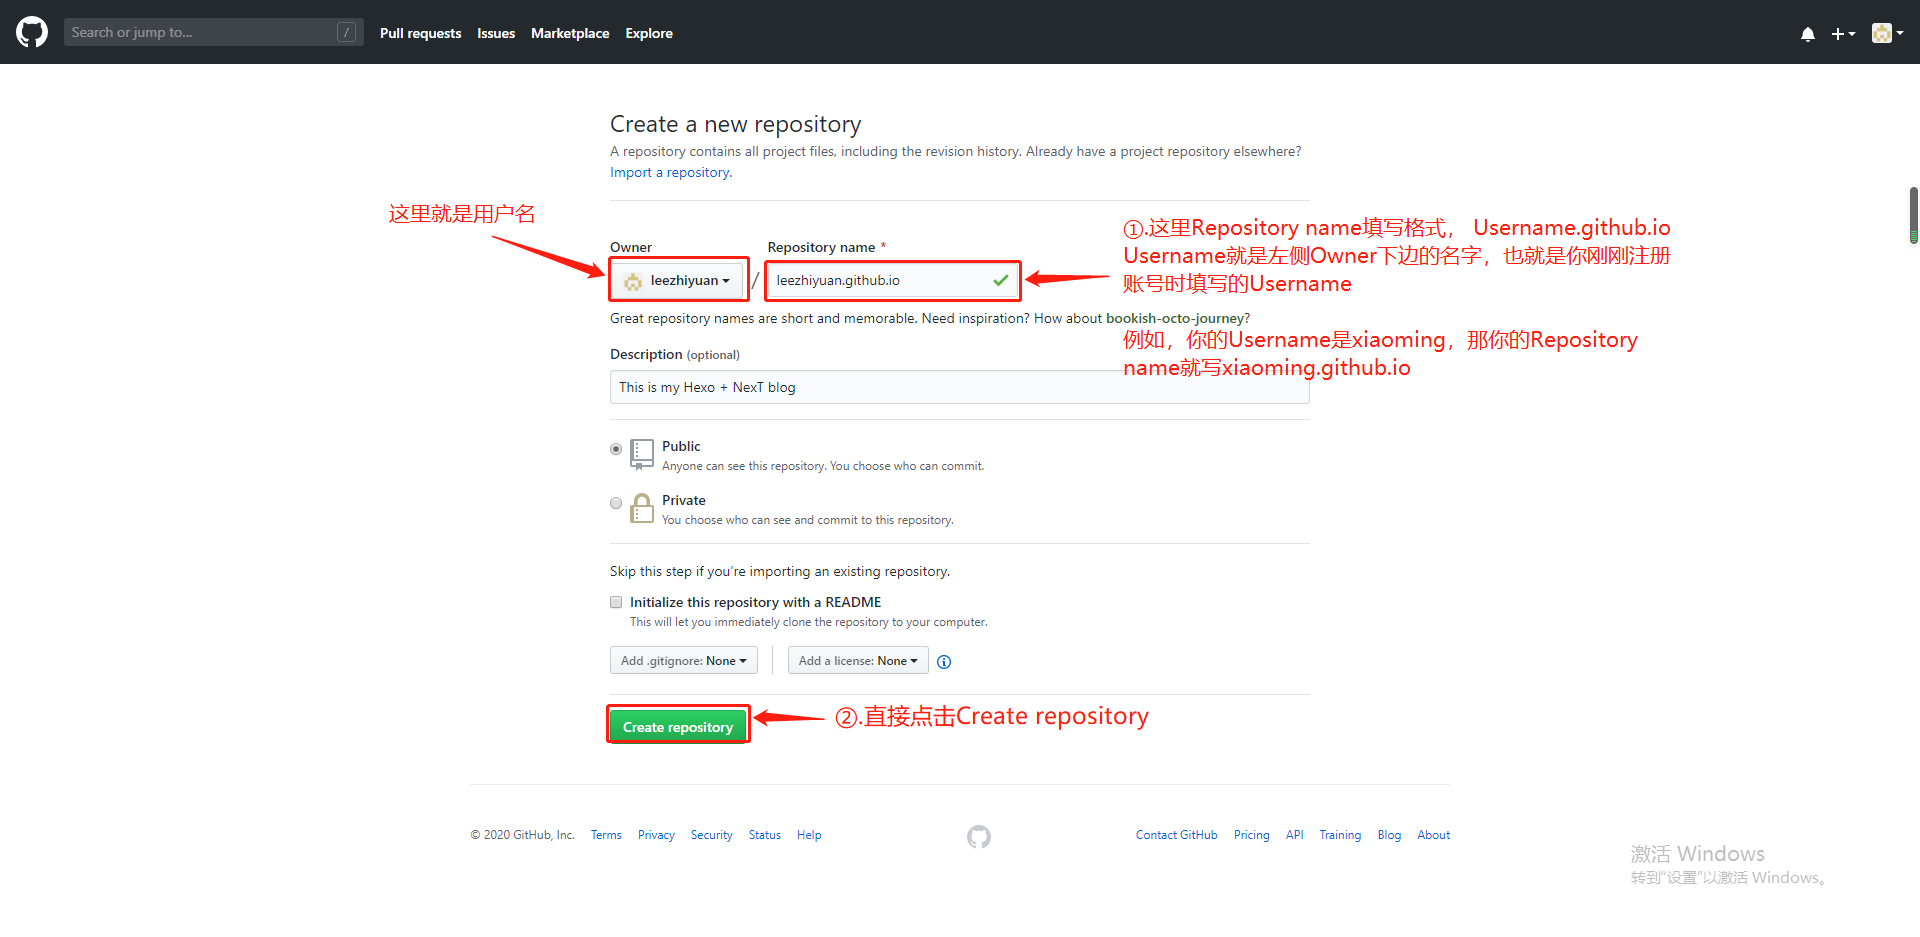 Search or jump to... /
Pull requests Issues Marketplace Explore
Create a new repository
A repository contains all project files, including the revision history. Already have a project repository elsewhere?
Import a repository.
这里就是用户名
①.这里Repository name填写格式， Username.github.io
Username就是左侧Owner下边的名字，也就是你刚刚注册
账号时填写的Username
Owner Repository name *
leezhiyuan / leezhiyuan.github.io
Great repository names are short and memorable. Need inspiration? How about bookish-octo-journey?
例如，你的Username是xiaoming，那你的Repository
name就写xiaoming.github.io
Description (optional)
This is my Hexo + NexT blog
Public
Anyone can see this repository. You choose who can commit.
Private
You choose who can see and commit to this repository.
Skip this step if you’re importing an existing repository.
Initialize this repository with a README
This will let you immediately clone the repository to your computer.
Add .gitignore: None Add a license: None
Create repository
②.直接点击Create repository
© 2020 GitHub, Inc. Terms Privacy Security Status Help Contact GitHub Pricing API Training Blog About
激活 Windows
转到“设置”以激活 Windows。